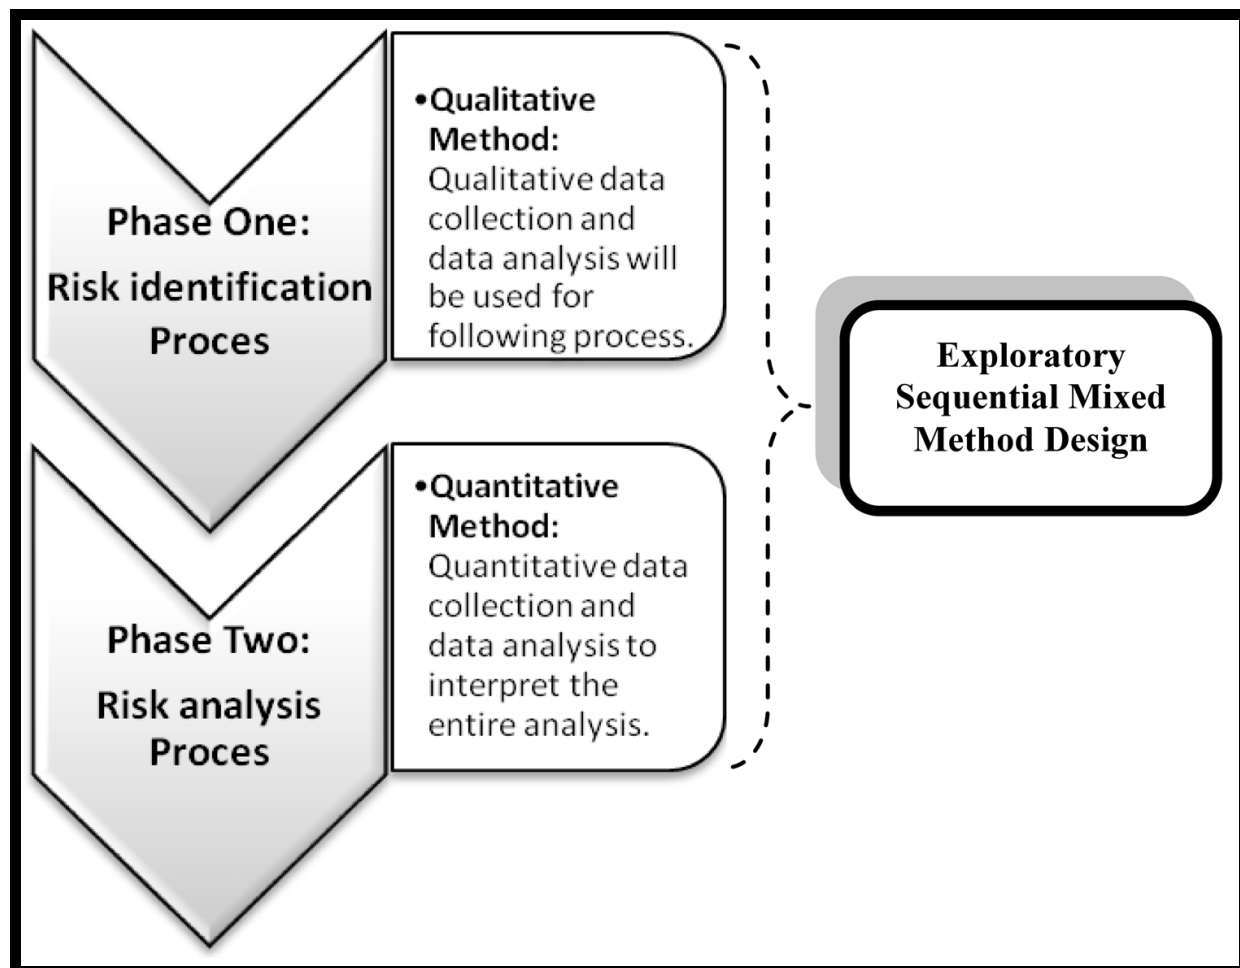 Phase One:
Risk identification
Proces
•Qualitative
Method:
Qualitative data
collection and
data analysis will
be used for
following process.
Phase Two:
Risk analysis
Proces
•Quantitative
Method:
Quantitative data
collection and
data analysis to
interpret the
entire analysis.
Exploratory
Sequential Mixed
Method Design